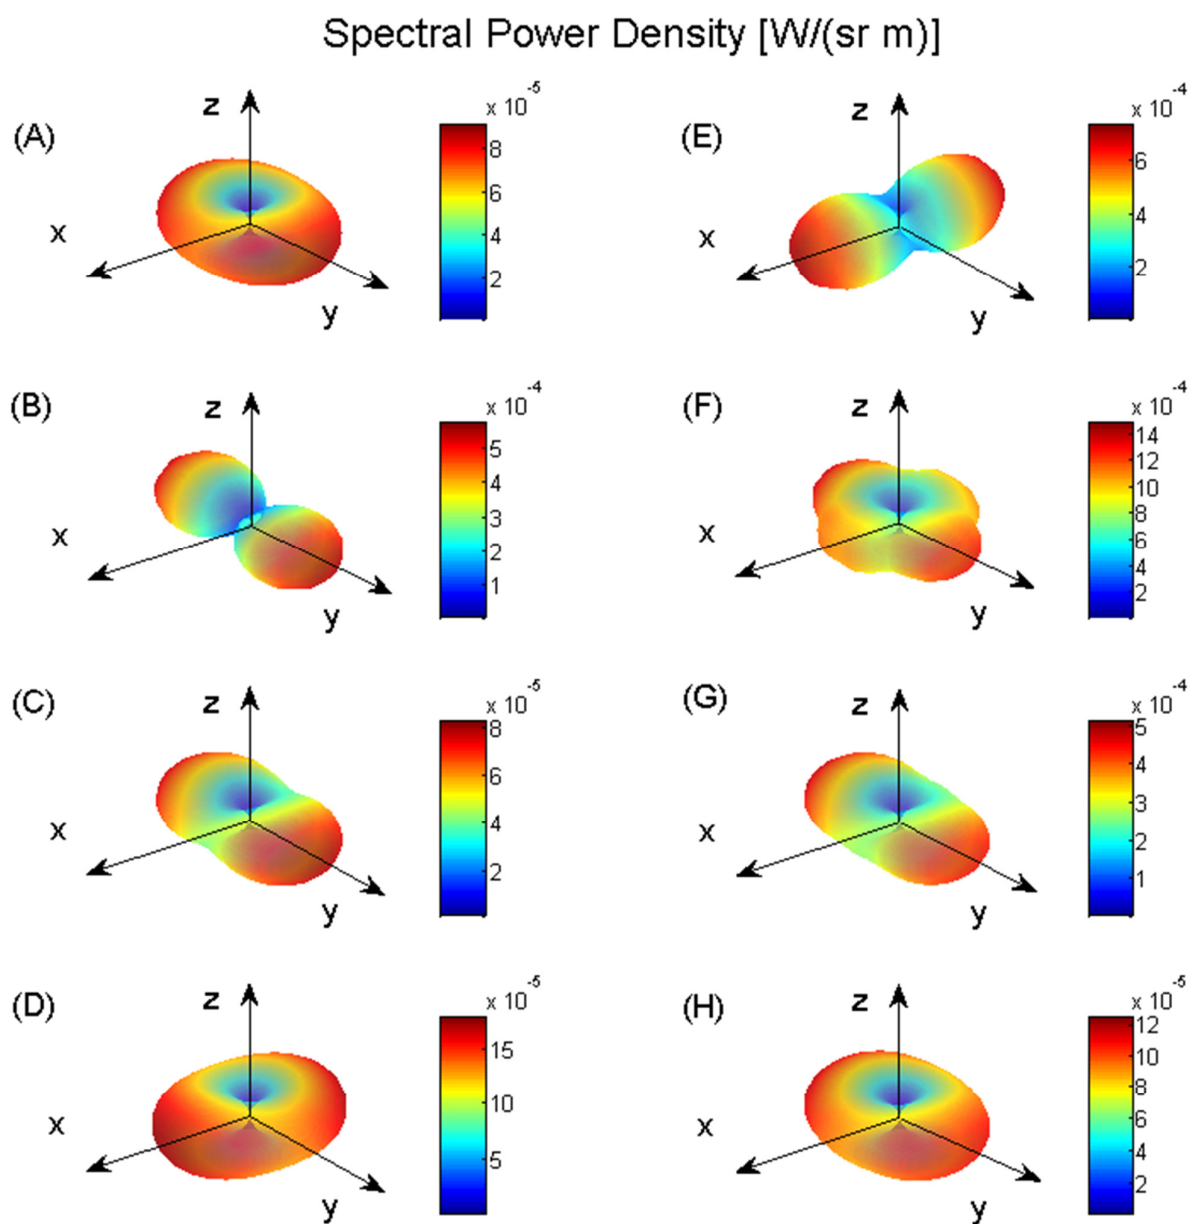 Spectral Power Density [W/(sr m)]
(A)
z
x
y
x 10-5
8
6
4
2
(E)
z
x
y
x 10-4
6
4
2
(B)
z
x
y
x 10-4
5
4
3
2
1
(F)
z
x
y
x 10-4
14
12
10
8
6
4
2
(C)
z
x
y
x 10-5
8
6
4
2
(G)
z
x
y
x 10-4
5
4
3
2
1
(D)
z
x
y
x 10-5
15
10
5
(H)
z
x
y
x 10-5
12
10
8
6
4
2